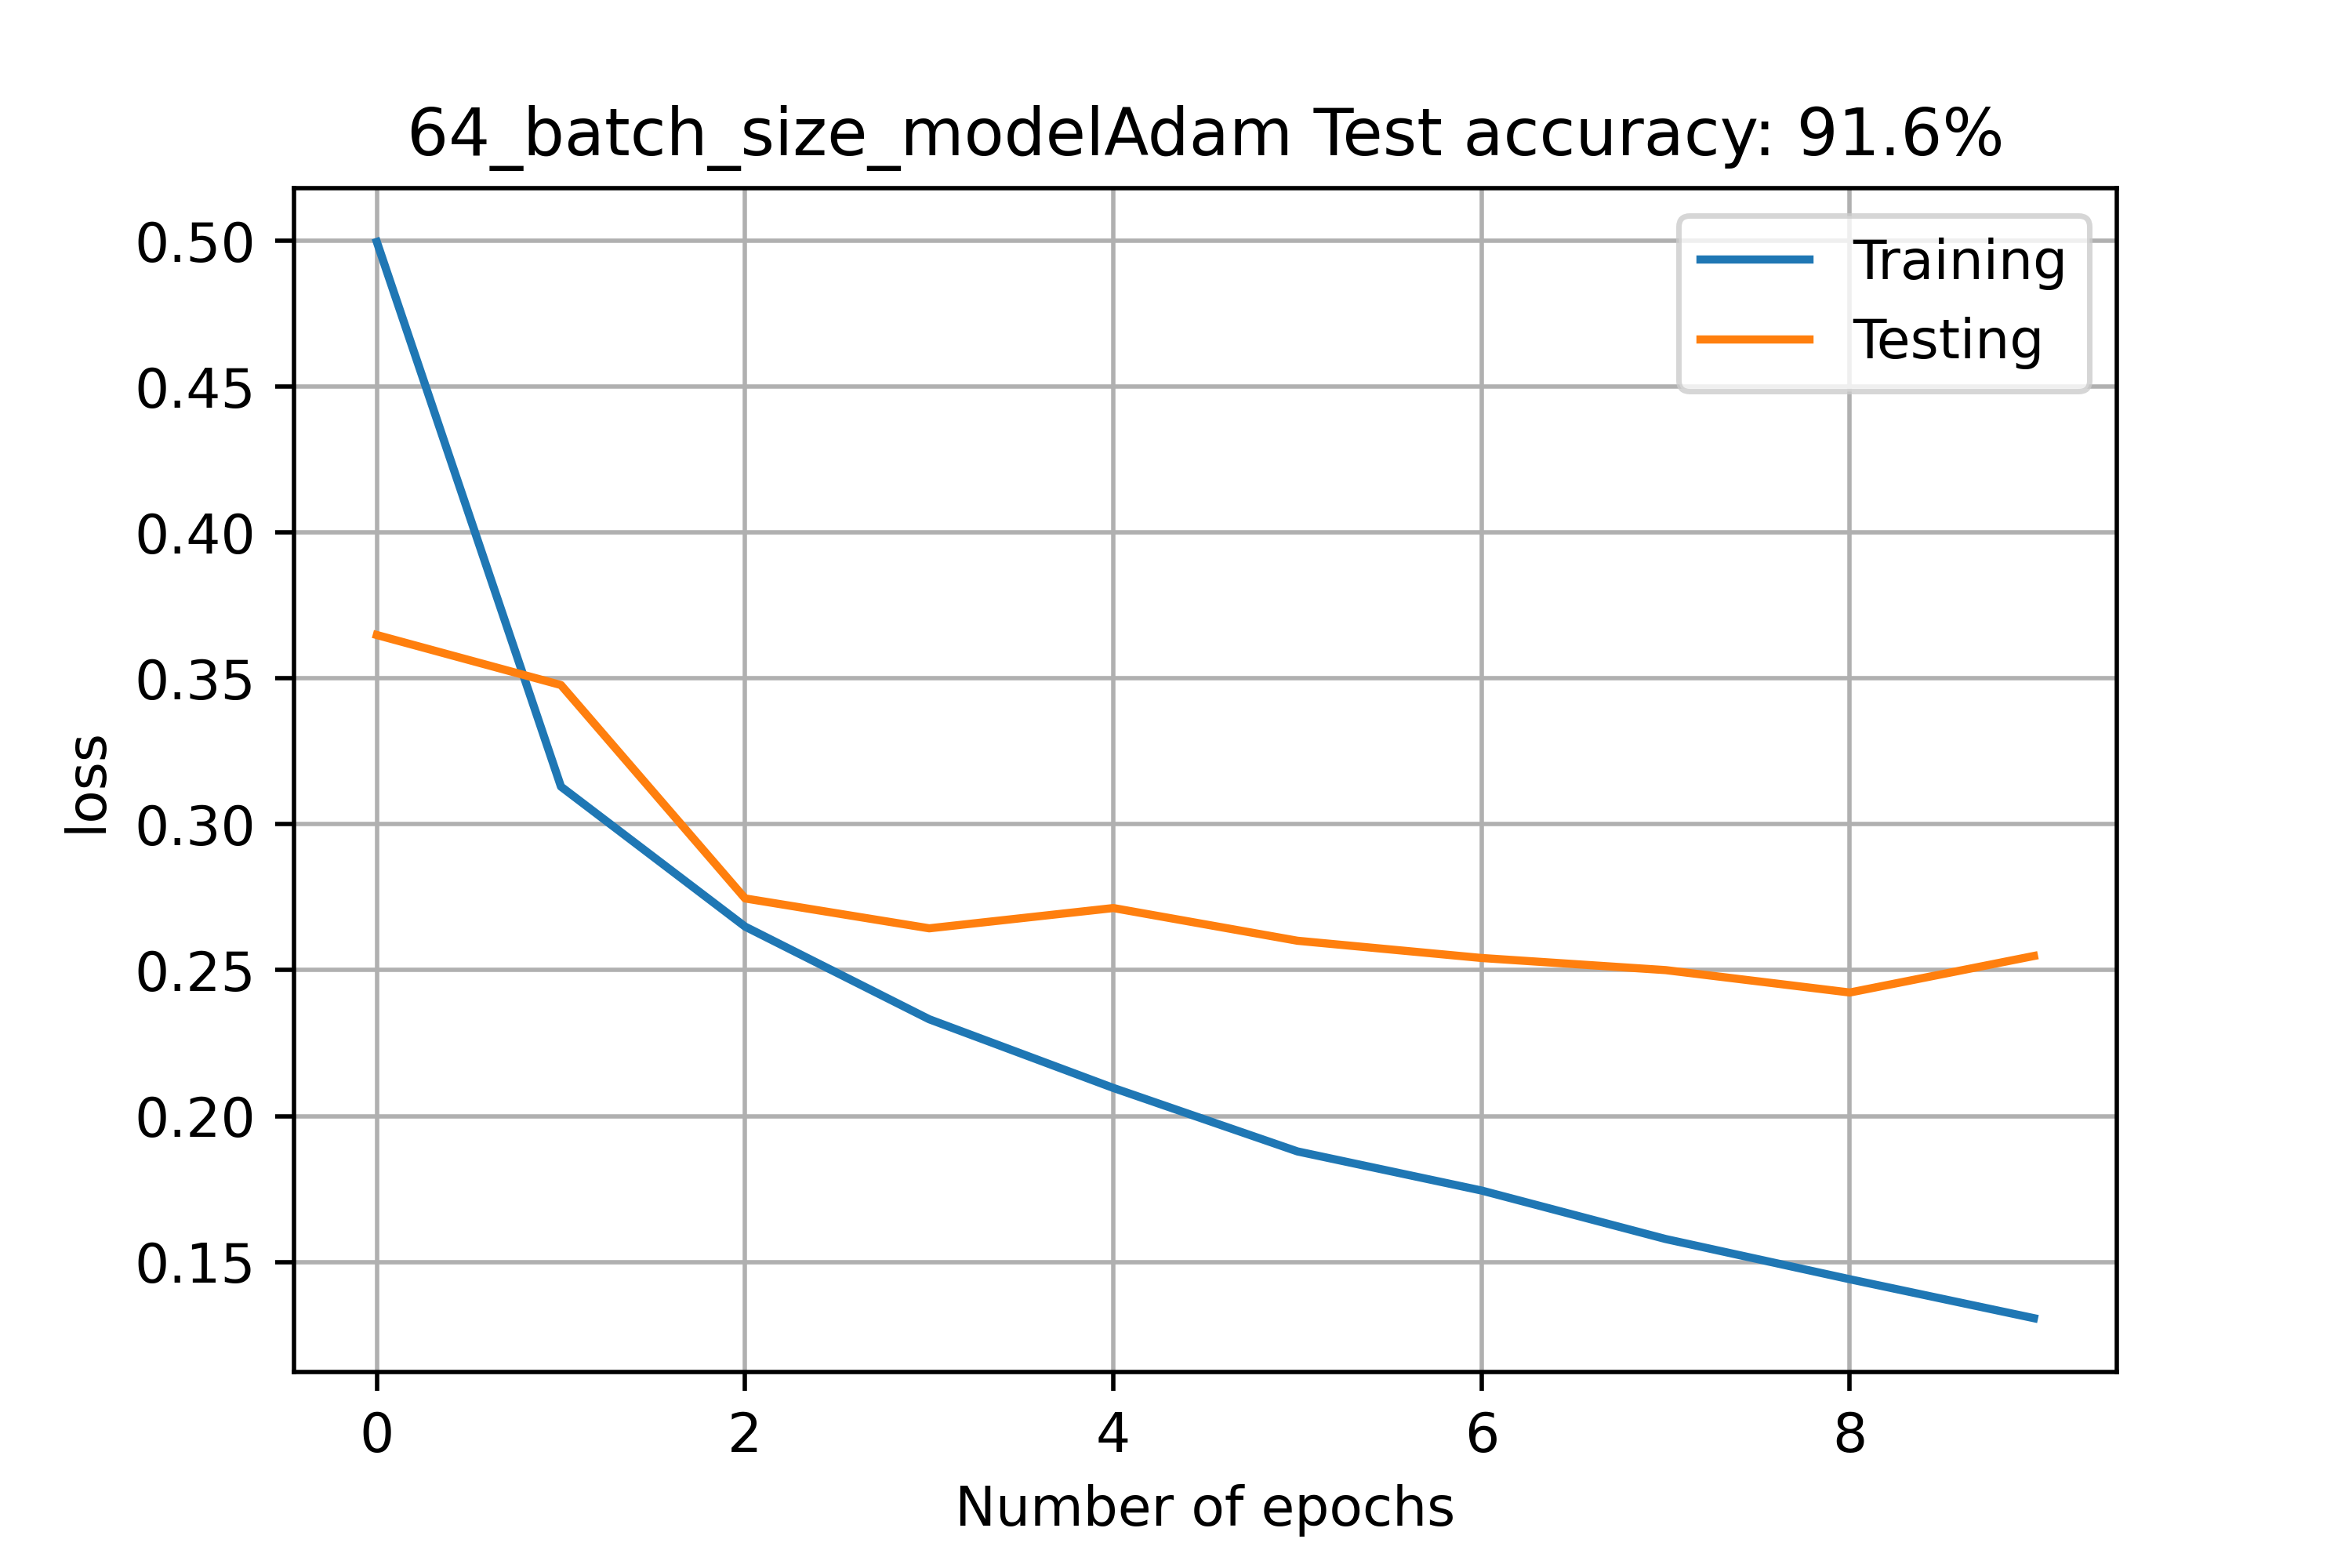 64_batch_size_modelAdam Test accuracy: 91.6%
Training
Testing
0.50
0.45
0.40
0.35
0.30
0.25
0.20
0.15
loss
0 2 4 6 8
Number of epochs